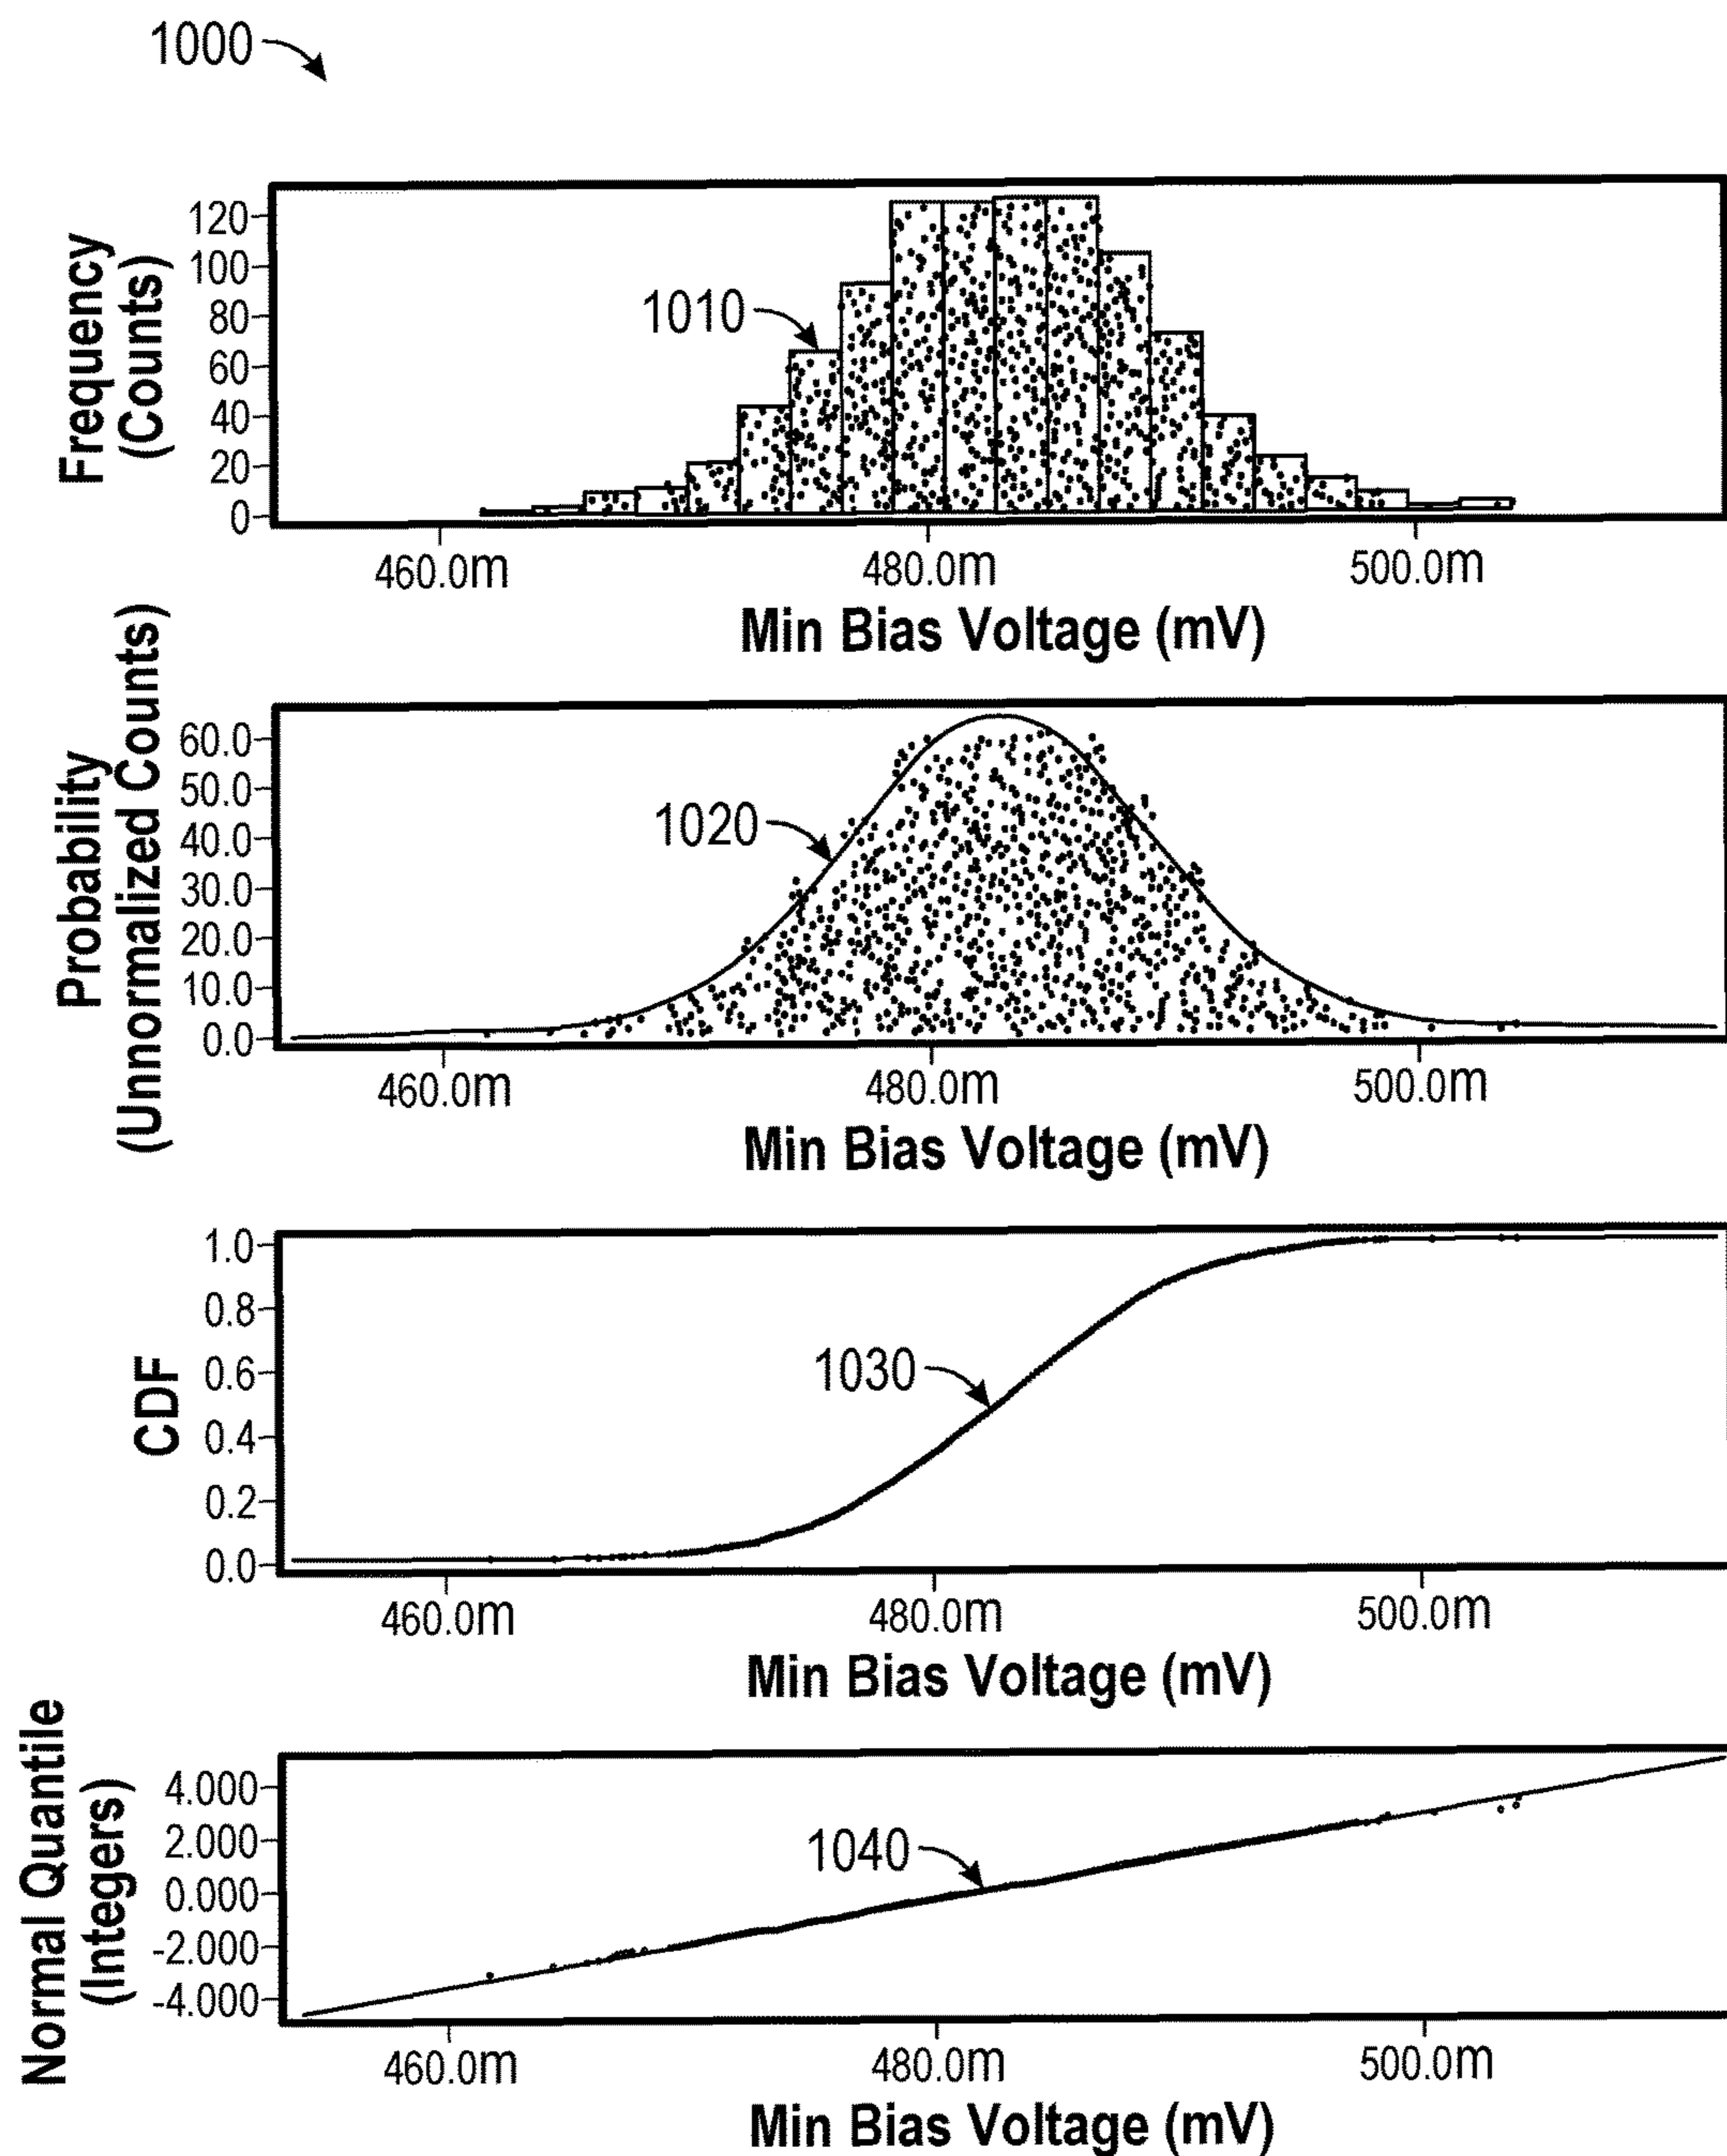 1000
Frequency
(Counts)
120
100
80
60
40
20
0
1010
460.0m 480.0m 500.0m
Min Bias Voltage (mV)
Probability
(Unnormalized Counts)
60.0
50.0
40.0
30.0
20.0
10.0
0.0
1020
460.0m 480.0m 500.0m
Min Bias Voltage (mV)
CDF
1.0
0.8
0.6
0.4
0.2
0.0
1030
460.0m 480.0m 500.0m
Min Bias Voltage (mV)
Normal Quantile
(Integers)
4.000
2.000
0.000
-2.000
-4.000
1040
460.0m 480.0m 500.0m
Min Bias Voltage (mV)